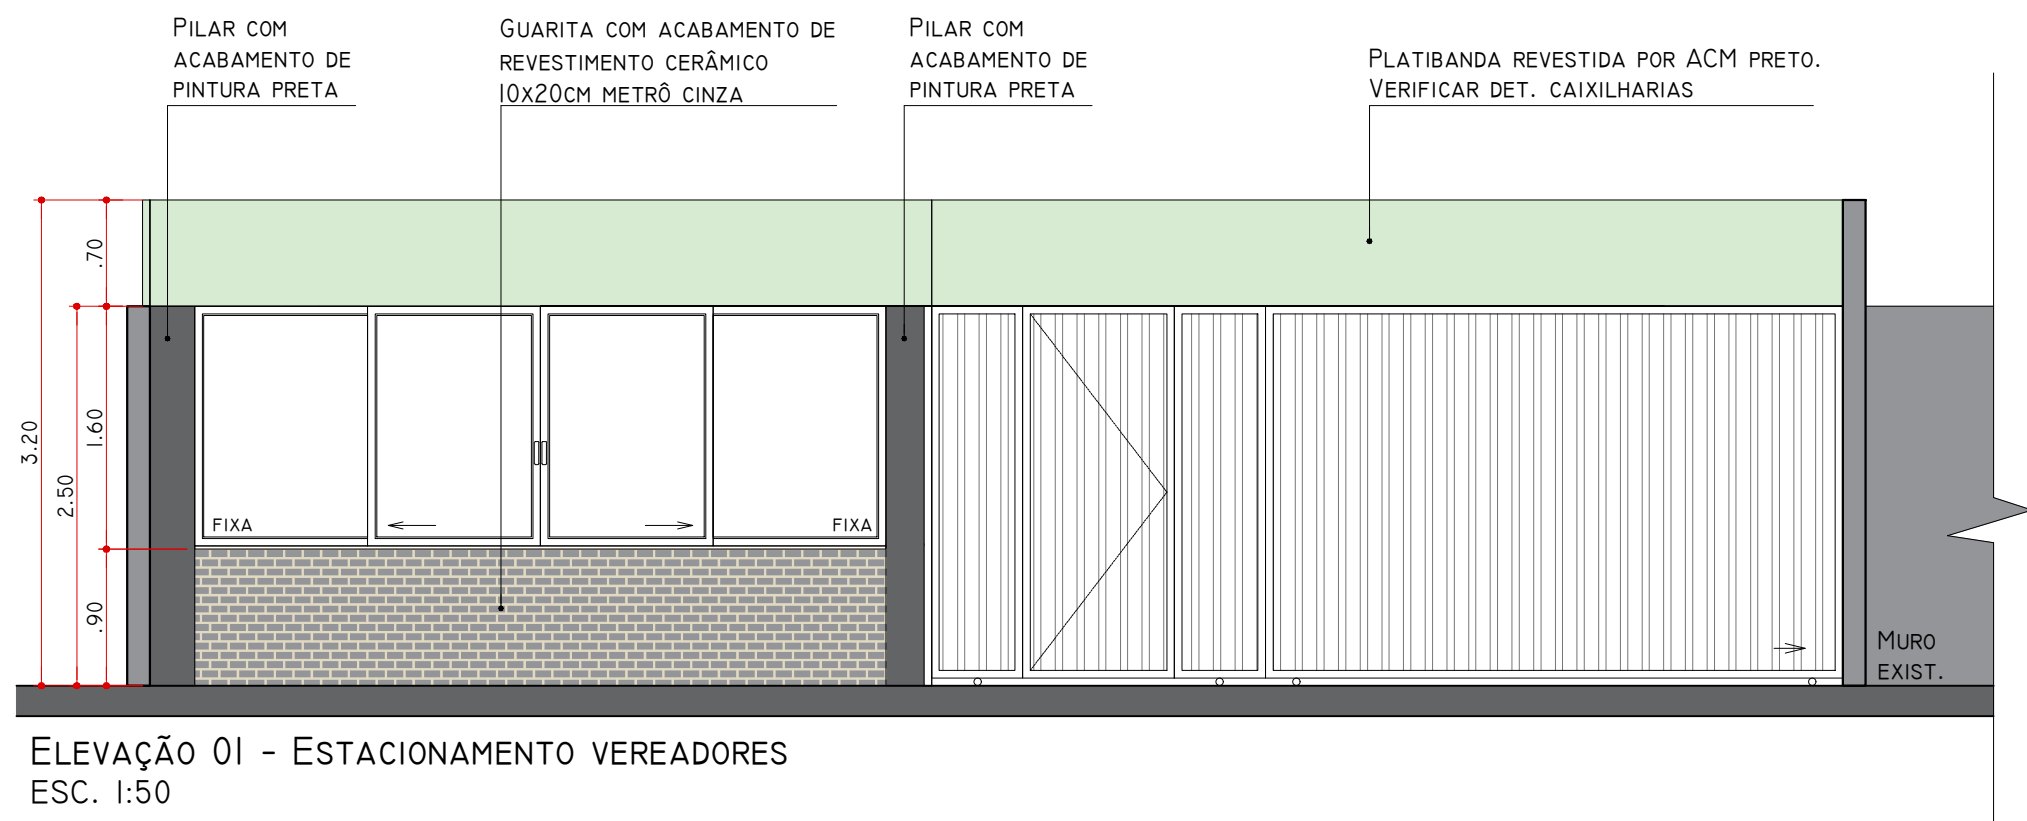 PILAR COM
ACABAMENTO DE
PINTURA PRETA
GUARITA COM ACABAMENTO DE
REVESTIMENTO CERÂMICO
10X20CM METRÔ CINZA
PILAR COM
ACABAMENTO DE
PINTURA PRETA
PLATIBANDA REVESTIDA POR ACM PRETO.
VERIFICAR DET. CAIXILHARIAS
.70
1.60
3.20
2.50
.90
FIXA
FIXA
MURO
EXIST.
ELEVAÇÃO 01 - ESTACIONAMENTO VEREADORES
ESC. 1:50